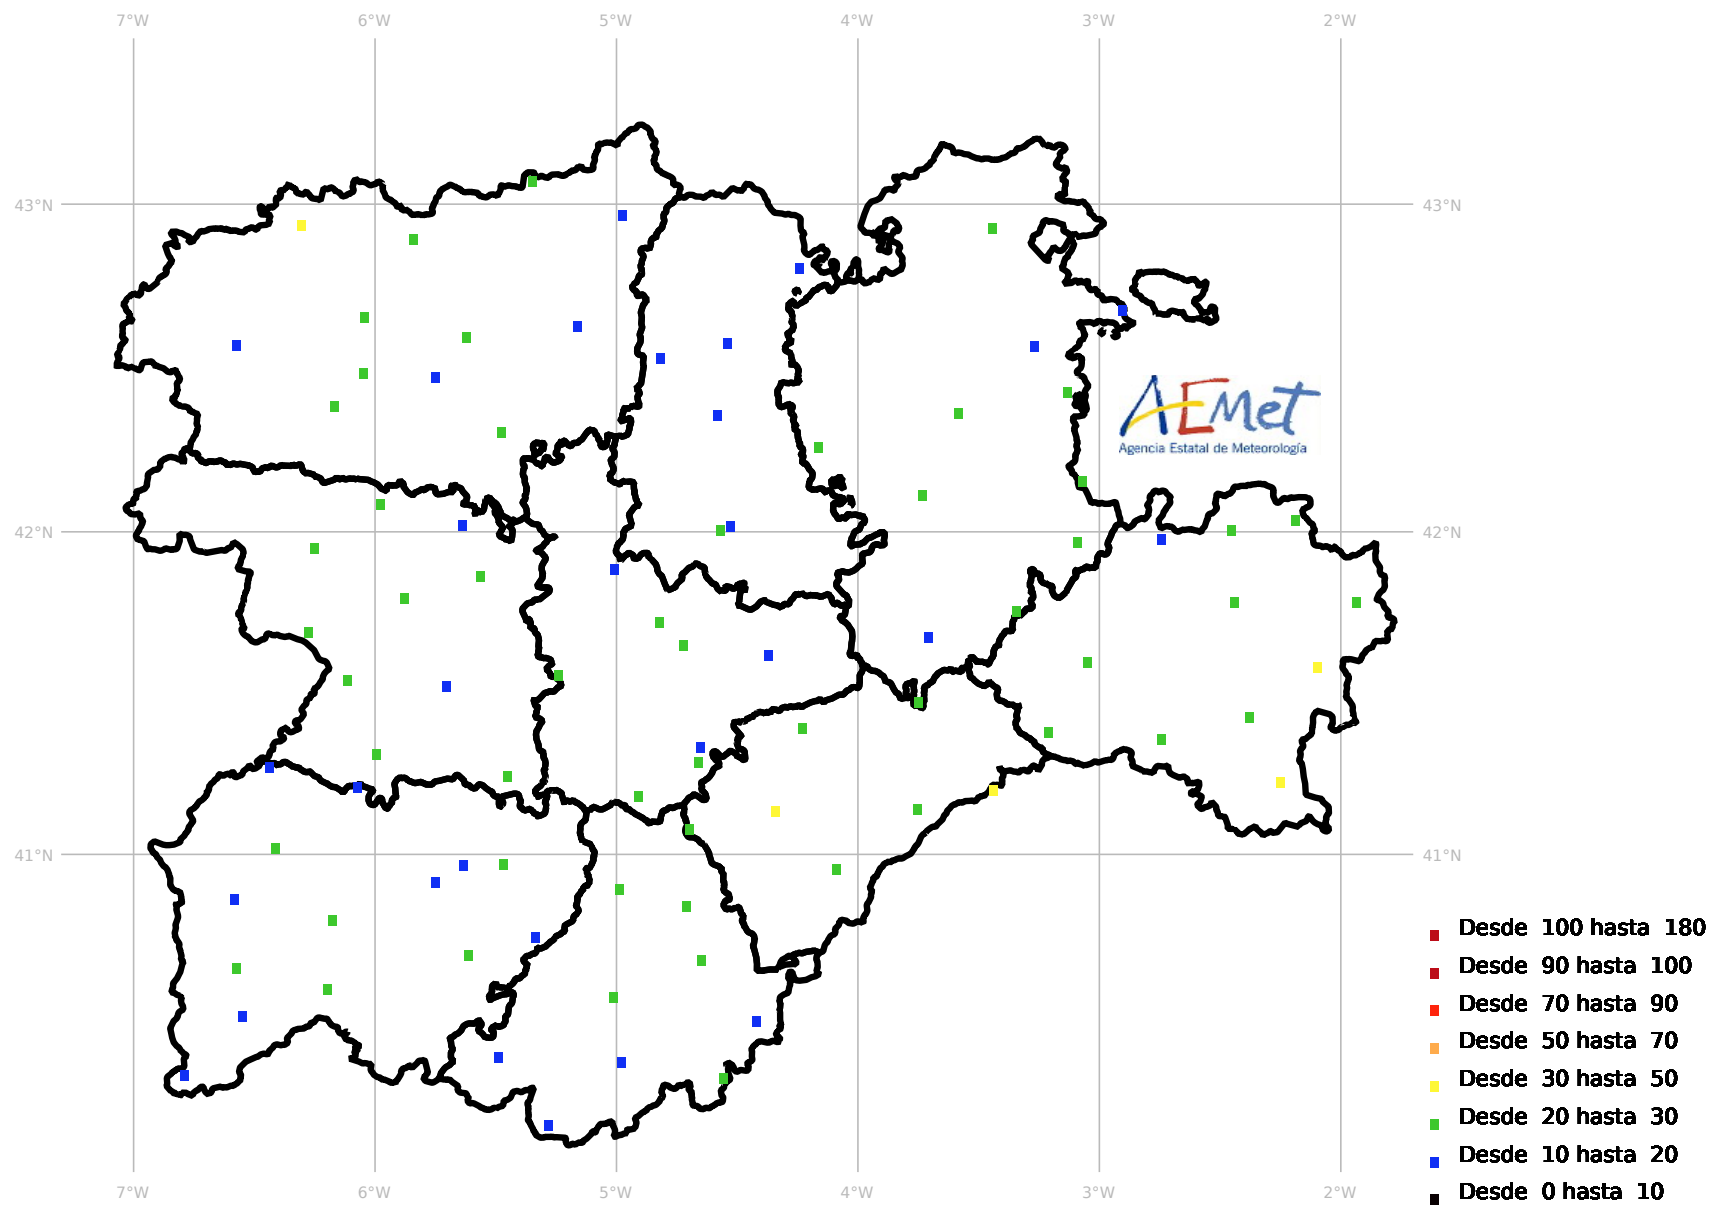 7°W 6°W 5°W 4°W 3°W 2°W
43°N 43°N
AEMet
Agencia Estatal de Meteorología
42°N 42°N
41°N 41°N
Desde 100 hasta 180
Desde 90 hasta 100
Desde 70 hasta 90
Desde 50 hasta 70
Desde 30 hasta 50
Desde 20 hasta 30
Desde 10 hasta 20
Desde 0 hasta 10
7°W 6°W 5°W 4°W 3°W 2°W